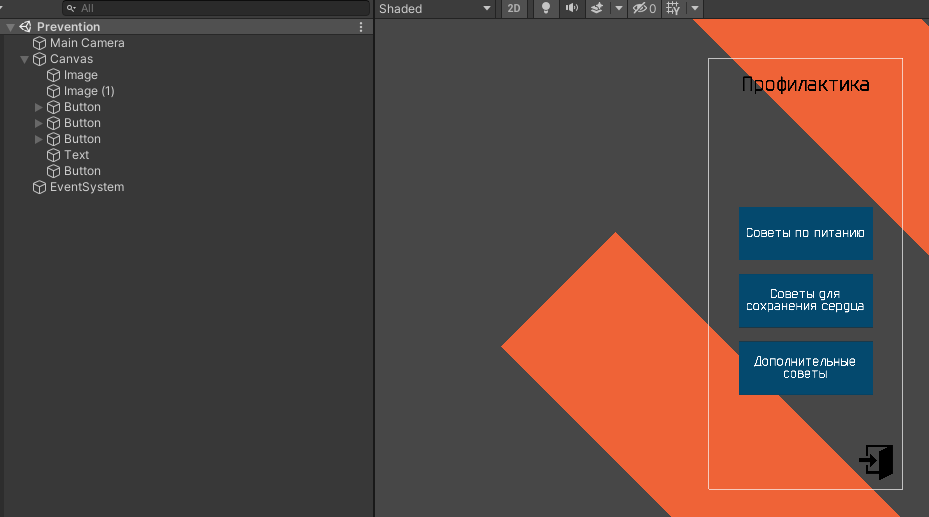 All
Shaded
2D
0
Prevention
Main Camera
Canvas
Image
Image (1)
Button
Button
Button
Text
Button
EventSystem
Профилактика
Советы по питанию
Советы для
сохранения сердца
Дополнительные
советы